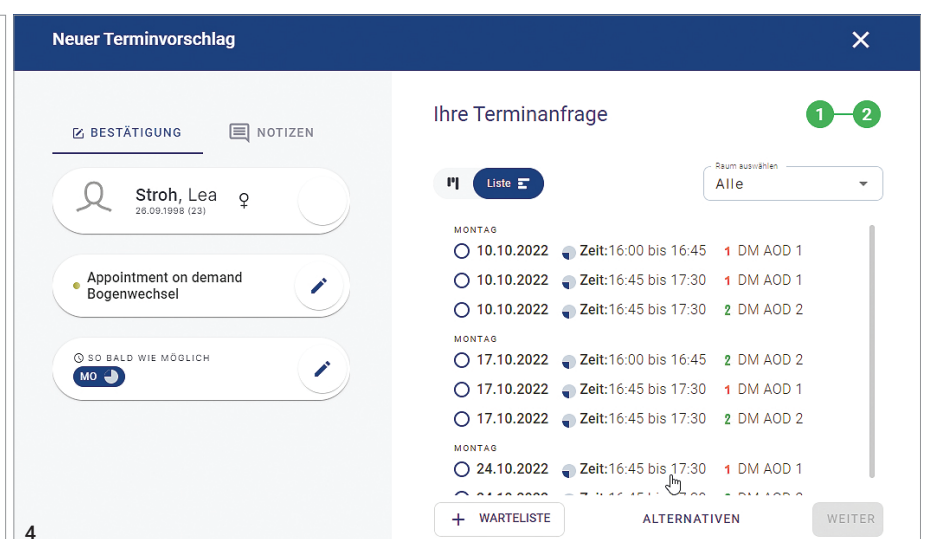 Neuer Terminvorschlag
BESTÄTIGUNG
NOTIZEN
Stroh, Lea
26.09.1998 (23)
Appointment on demand
Bogenwechsel
SO BALD WIE MÖGLICH
MO
4
Ihre Terminanfrage
1 2
Liste
Raum auswählen
Alle
MONTAG
10.10.2022 Zeit:16:00 bis 16:45 1 DM AOD 1
10.10.2022 Zeit:16:45 bis 17:30 1 DM AOD 1
10.10.2022 Zeit:16:45 bis 17:30 2 DM AOD 2
MONTAG
17.10.2022 Zeit:16:00 bis 16:45 2 DM AOD 2
17.10.2022 Zeit:16:45 bis 17:30 1 DM AOD 1
17.10.2022 Zeit:16:45 bis 17:30 2 DM AOD 2
MONTAG
24.10.2022 Zeit:16:45 bis 17:30 1 DM AOD 1
+ WARTELISTE
ALTERNATIVEN
WEITER